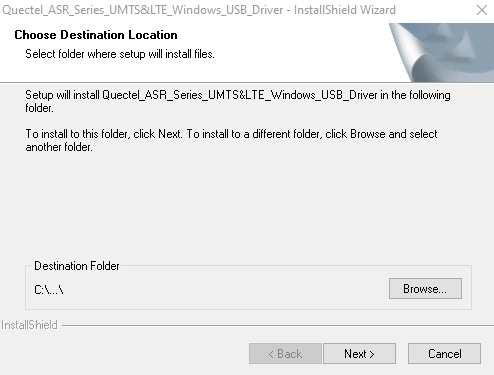 Quectel_ASR_Series_UMTS&LTE_Windows_USB_Driver - InstallShield Wizard
Choose Destination Location
Select folder where setup will install files.
Setup will install Quectel_ASR_Series_UMTS&LTE_Windows_USB_Driver in the following
folder.
To install to this folder, click Next. To install to a different folder, click Browse and select
another folder.
Destination Folder
C:\...\
Browse...
InstallShield
< Back
Next >
Cancel